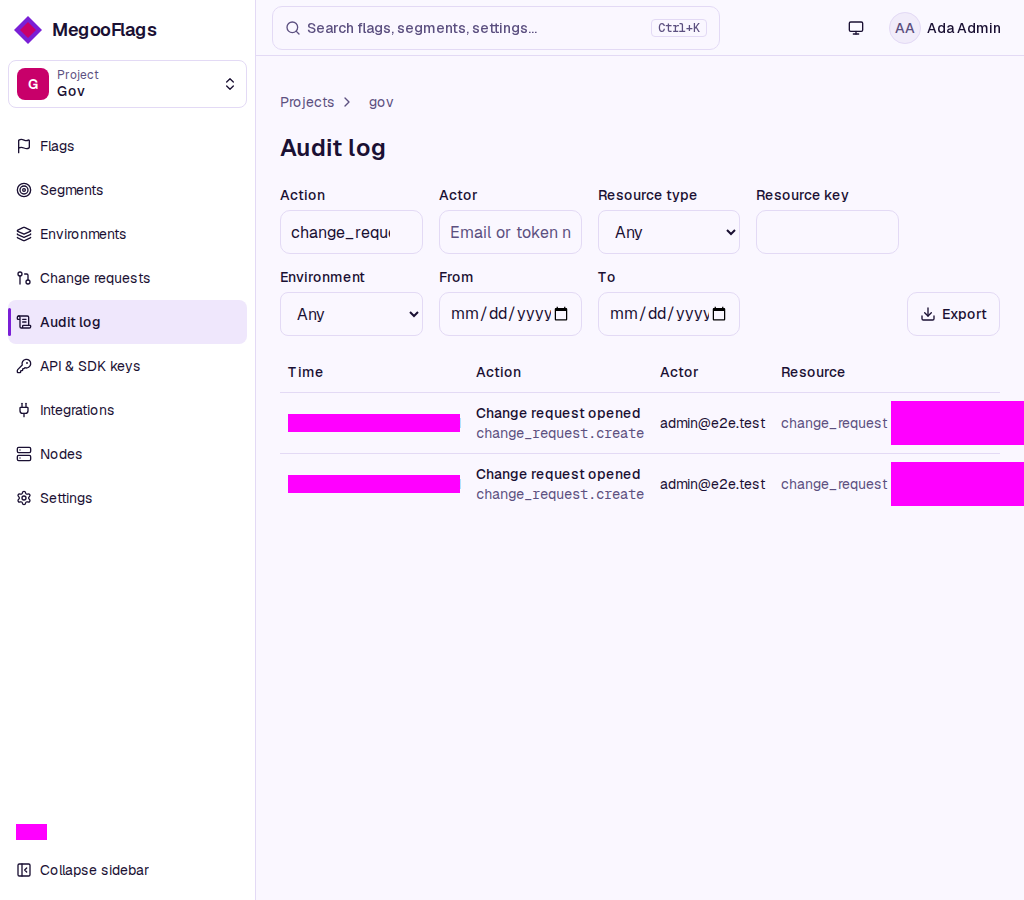 MegooFlags
Search flags, segments, settings...
Ctrl+K
AA
Ada Admin
G
Project
Gov
Flags
Segments
Environments
Change requests
Audit log
API & SDK keys
Integrations
Nodes
Settings
Collapse sidebar
Projects
gov
Audit log
Action
Actor
Resource type
Resource key
change_requ
Email or token n
Any
Environment
From
To
Any
mm/dd/yyyy
mm/dd/yyyy
Export
Time
Action
Actor
Resource
Change request opened
change_request.create
admin@e2e.test
change_request
Change request opened
change_request.create
admin@e2e.test
change_request